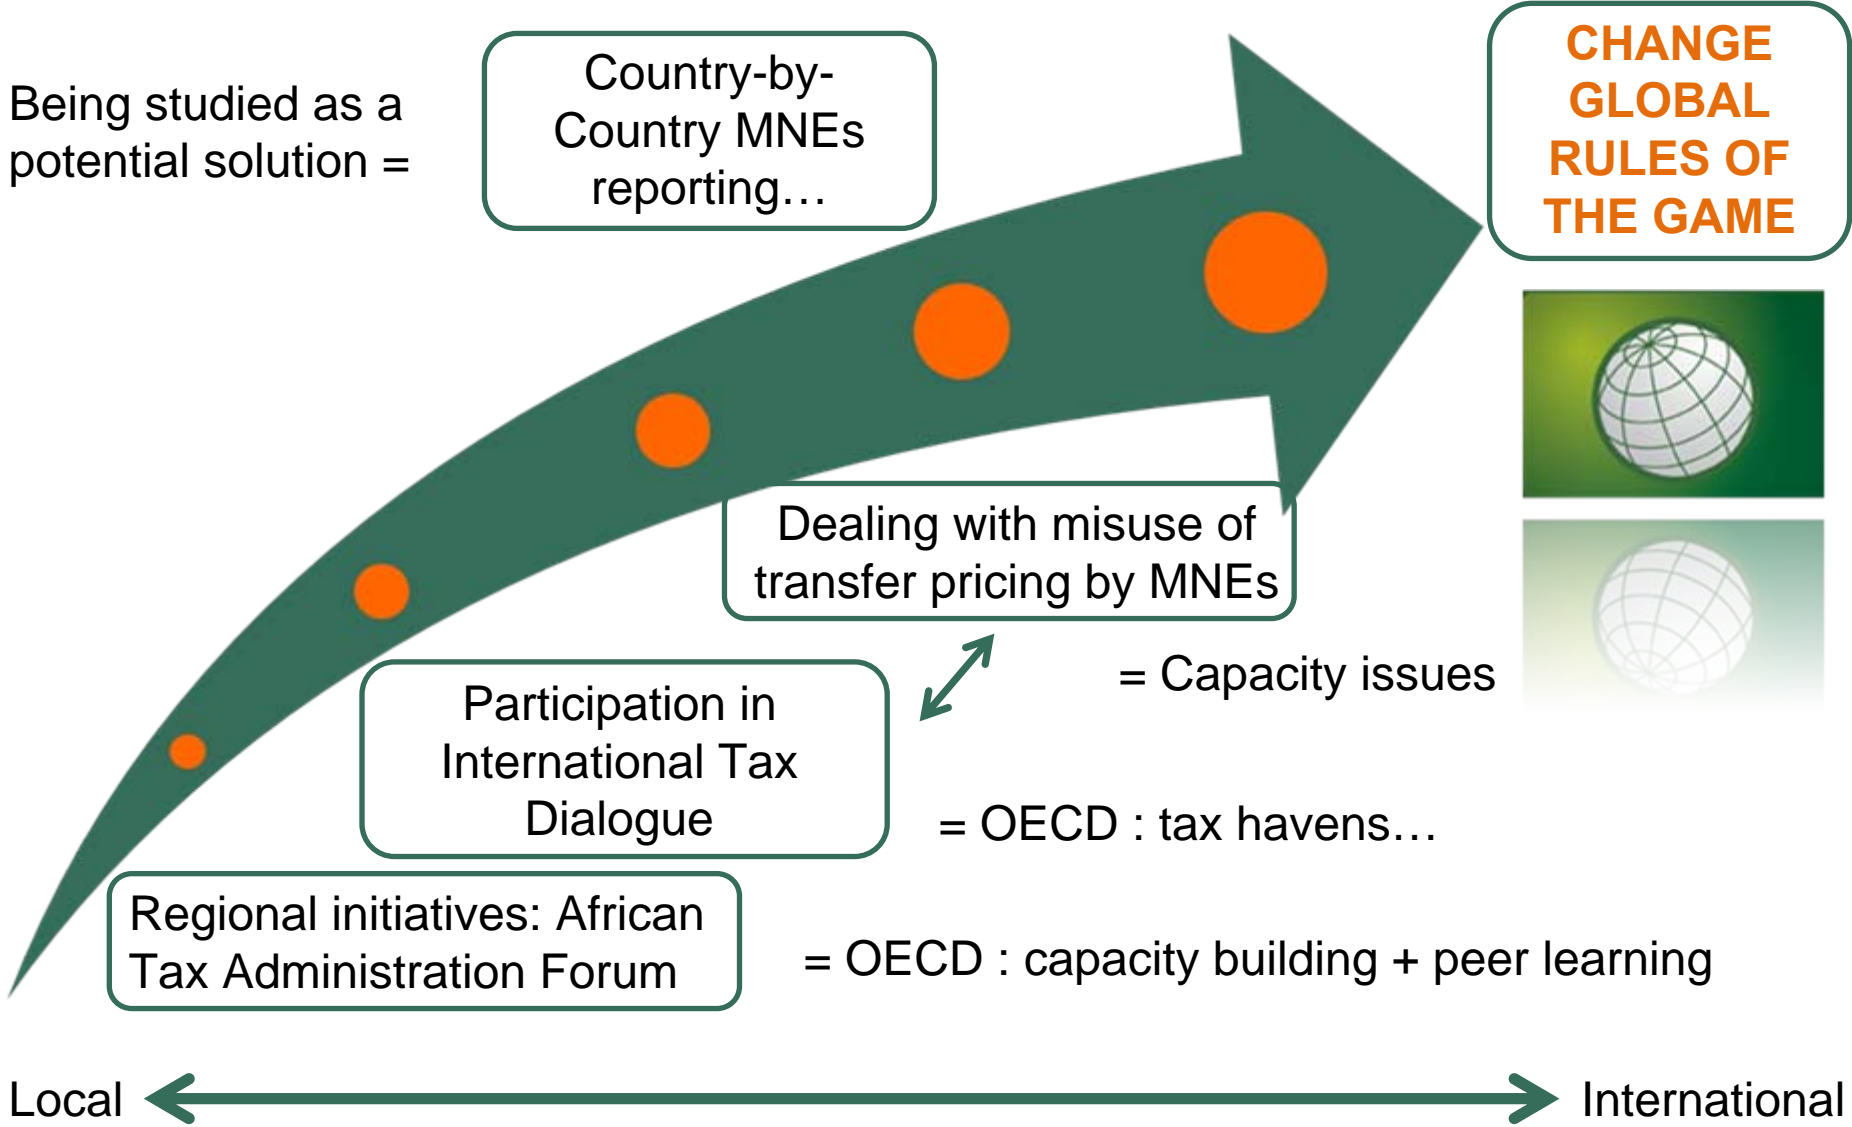 Being studied as a
potential solution =
Country-by-
Country MNEs
reporting…
CHANGE
GLOBAL
RULES OF
THE GAME
Dealing with misuse of
transfer pricing by MNEs
= Capacity issues
Participation in
International Tax
Dialogue
= OECD : tax havens…
Regional initiatives: African
Tax Administration Forum
= OECD : capacity building + peer learning
Local
International